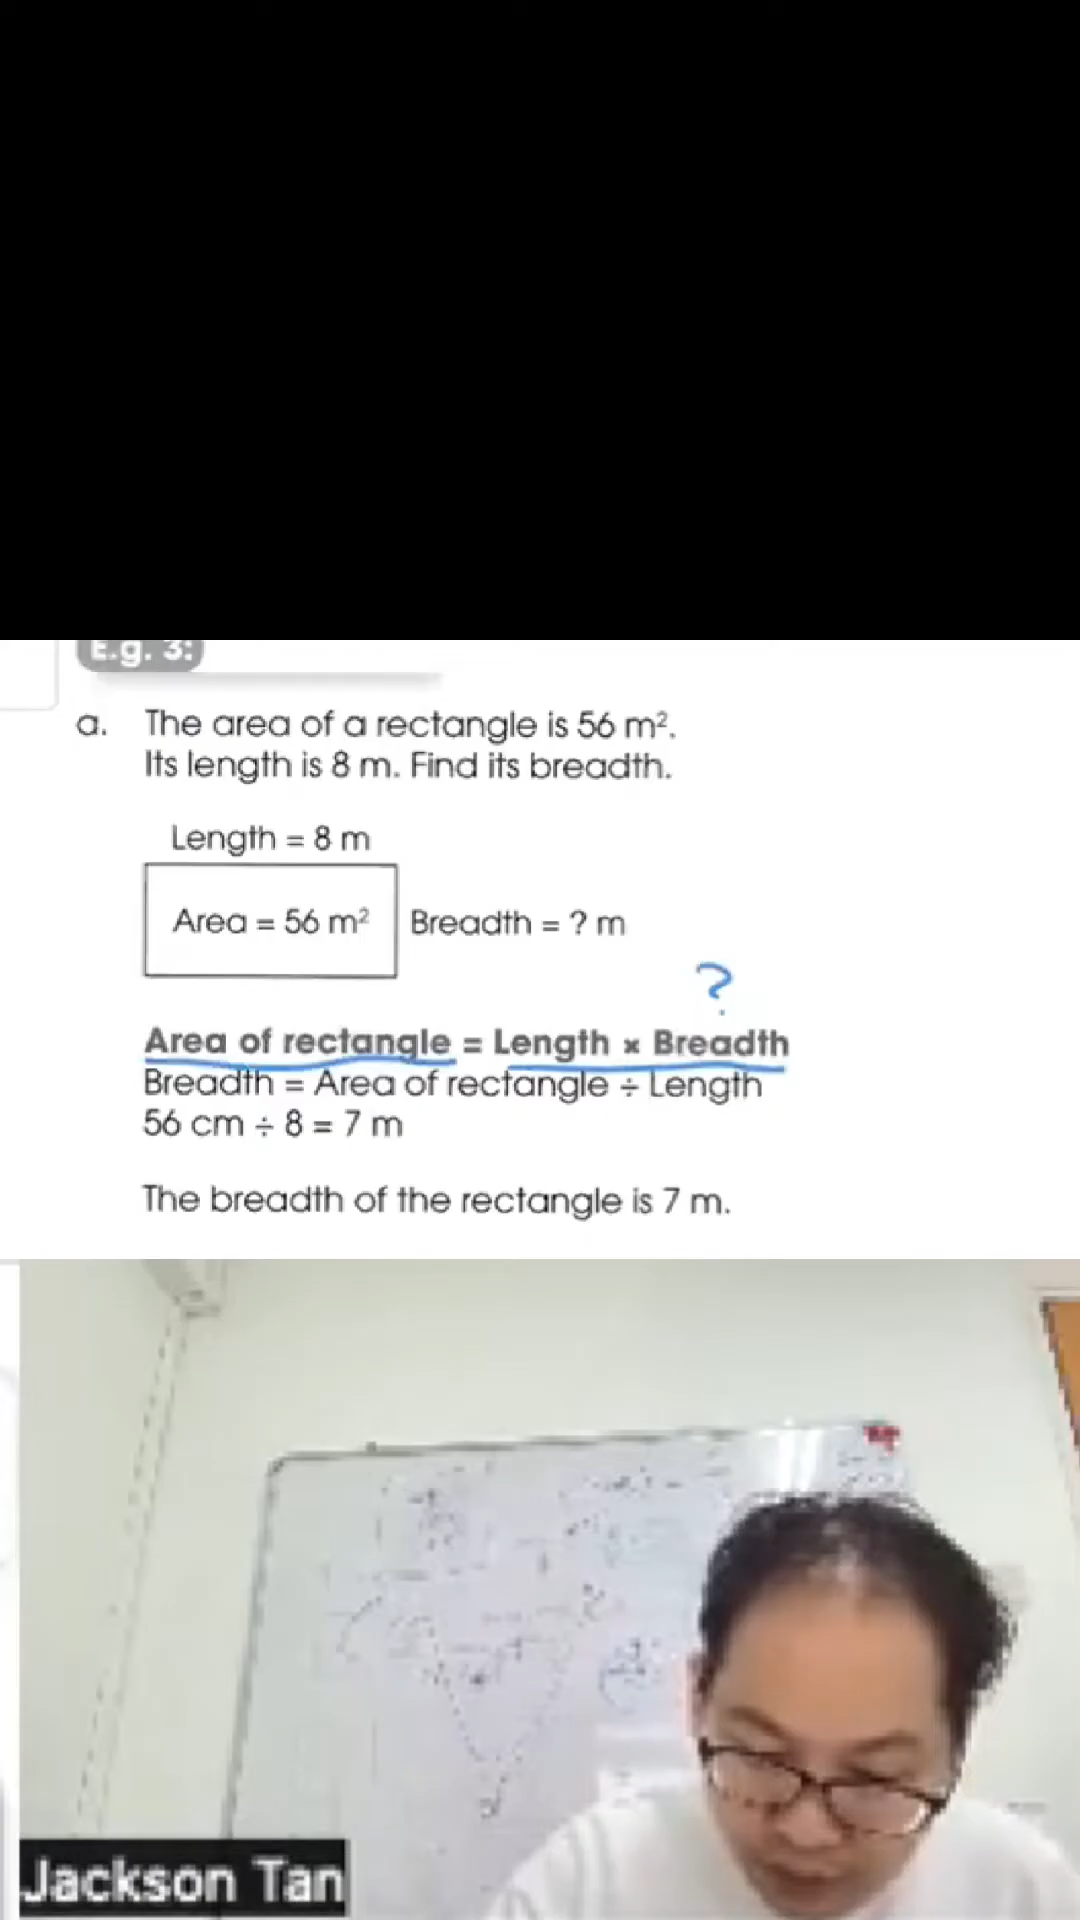 E.g. 3:
a. The area of a rectangle is 56 m².
Its length is 8 m. Find its breadth.
Length = 8 m
Area = 56 m² Breadth = ? m
?
Area of rectangle = Length × Breadth
Breadth = Area of rectangle ÷ Length
56 cm ÷ 8 = 7 m
The breadth of the rectangle is 7 m.
Jackson Tan